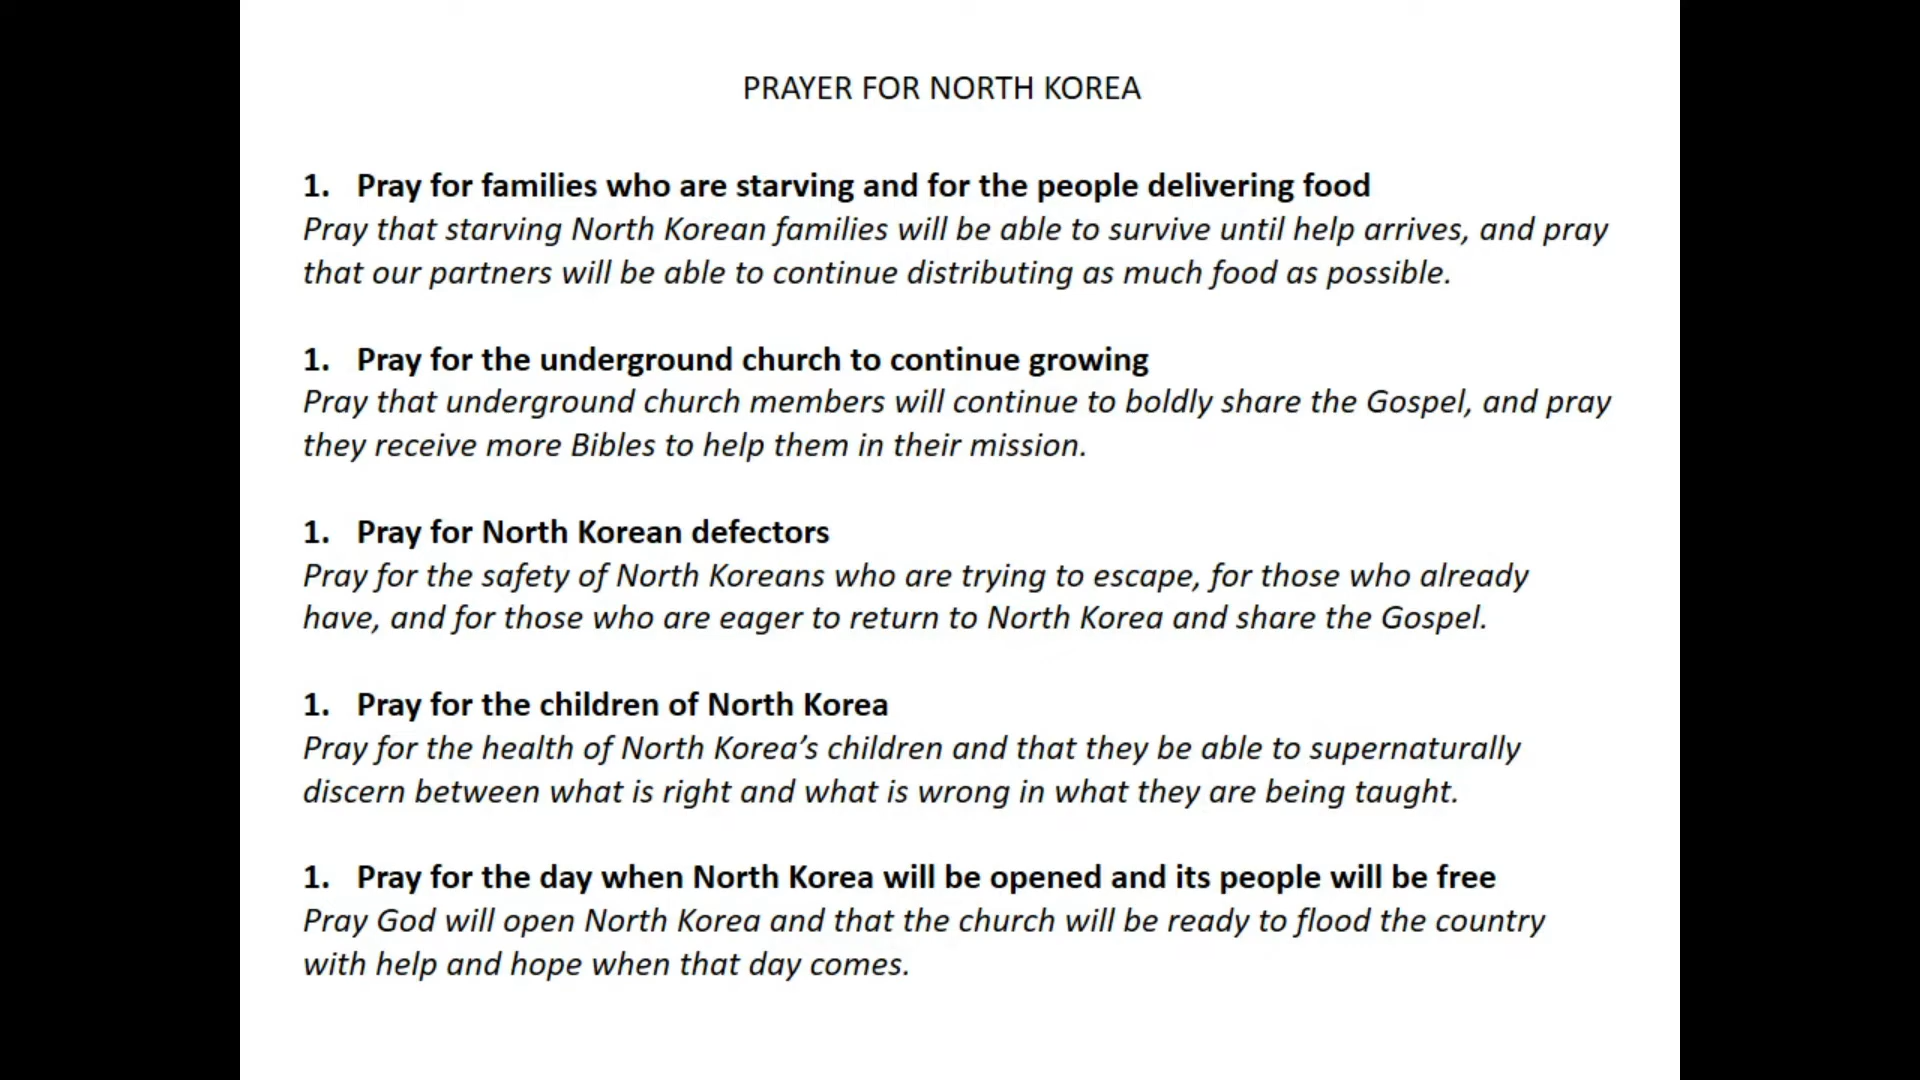 PRAYER FOR NORTH KOREA
1. Pray for families who are starving and for the people delivering food
Pray that starving North Korean families will be able to survive until help arrives, and pray
that our partners will be able to continue distributing as much food as possible.
1. Pray for the underground church to continue growing
Pray that underground church members will continue to boldly share the Gospel, and pray
they receive more Bibles to help them in their mission.
1. Pray for North Korean defectors
Pray for the safety of North Koreans who are trying to escape, for those who already
have, and for those who are eager to return to North Korea and share the Gospel.
1. Pray for the children of North Korea
Pray for the health of North Korea’s children and that they be able to supernaturally
discern between what is right and what is wrong in what they are being taught.
1. Pray for the day when North Korea will be opened and its people will be free
Pray God will open North Korea and that the church will be ready to flood the country
with help and hope when that day comes.